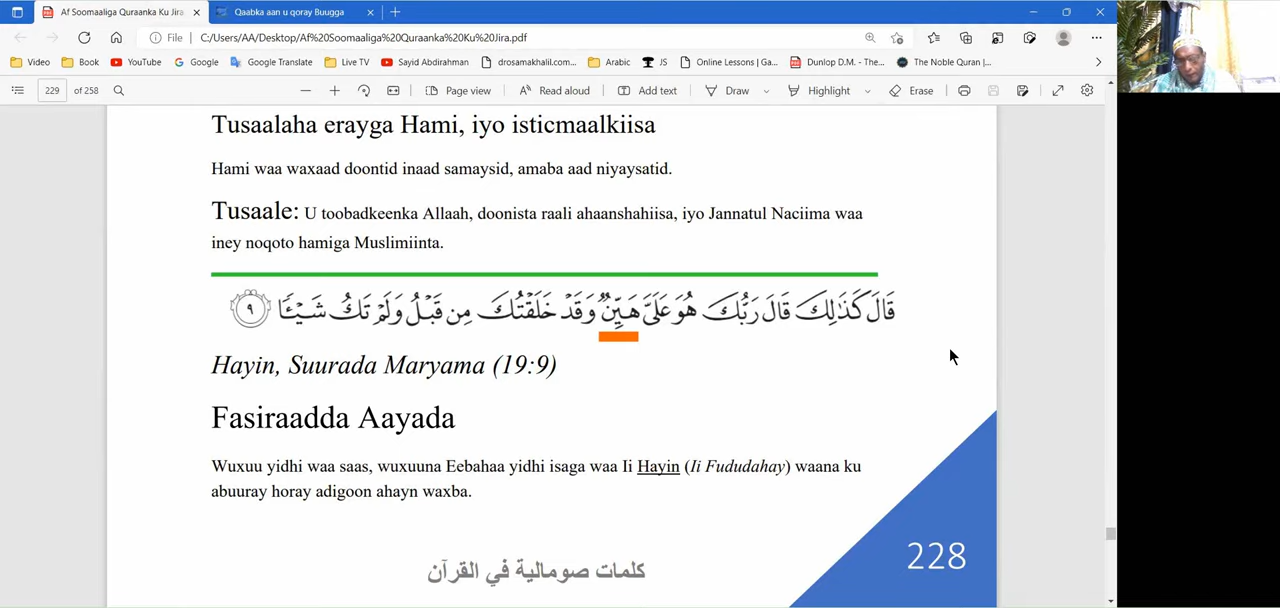 Af Soomaaliga Quraanka Ku Jira
Qaabka aan u qoray Buugga
File
C:/Users/AA/Desktop/Af%20Soomaaliga%20Quraanka%20Ku%20Jira.pdf
Video Book YouTube Google Google Translate Live TV Sayid Abdirahman drosamakhalil.com... Arabic JS Online Lessons | Ga... Dunlop D.M. - The... The Noble Quran |...
229 of 258 Page view Read aloud Add text Draw Highlight Erase
Tusaalaha erayga Hami, iyo isticmaalkiisa
Hami waa waxaad doontid inaad samaysid, amaba aad niyaysatid.
Tusaale: U toobadkeenka Allaah, doonista raali ahaanshahiisa, iyo Jannatul Naciima waa
iney noqoto hamiga Muslimiinta.
قَالَ كَذَٰلِكَ قَالَ رَبُّكَ هُوَ عَلَيَّ هَيِّنٌ وَقَدْ خَلَقْتُكَ مِن قَبْلُ وَلَمْ تَكُ شَيْـًٔا ٩
Hayin, Suurada Maryama (19:9)
Fasiraadda Aayada
Wuxuu yidhi waa saas, wuxuuna Eebahaa yidhi isaga waa Ii Hayin (Ii Fududahay) waana ku
abuuray horay adigoon ahayn waxba.
228
كلمات صومالية في القرآن